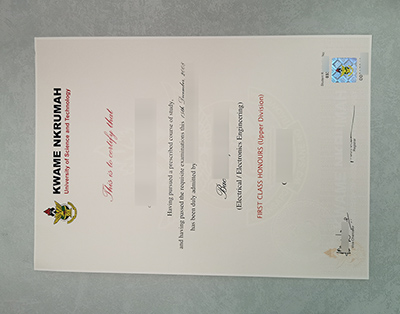 KWAME NKRUMAH
University of Science and Technology
This is to certify that
Having pursued a prescribed course of study,
and having passed the requisite examinations this
has been duly admitted by
(Electrical / Electronics Engineering)
FIRST CLASS HONOURS (Upper Division)